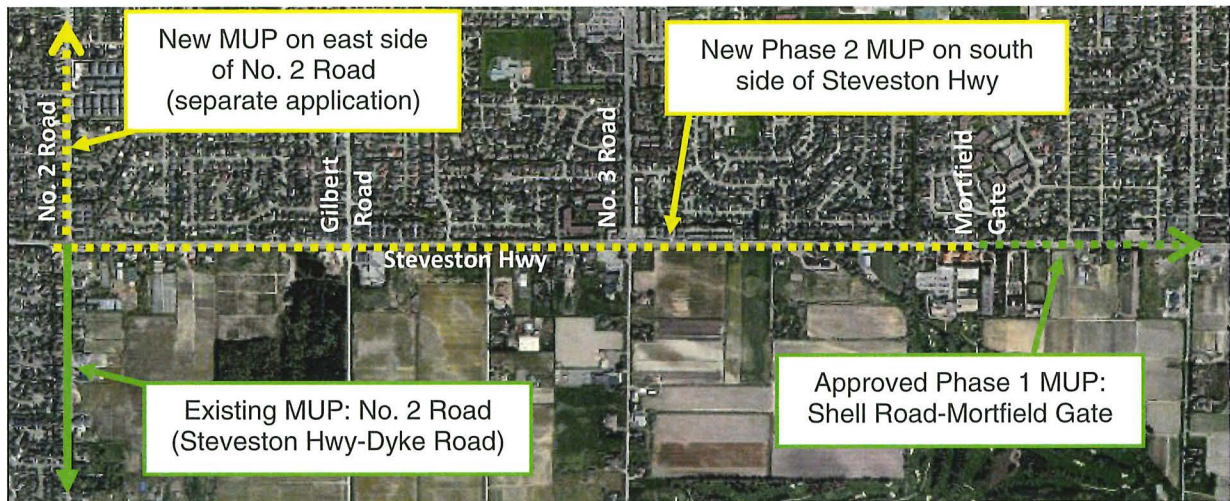 New MUP on east side
of No. 2 Road
(separate application)
New Phase 2 MUP on south
side of Steveston Hwy
No. 2 Road
Gilbert
Road
No. 3 Road
Mortfield
Gate
Steveston Hwy
Existing MUP: No. 2 Road
(Steveston Hwy-Dyke Road)
Approved Phase 1 MUP:
Shell Road-Mortfield Gate